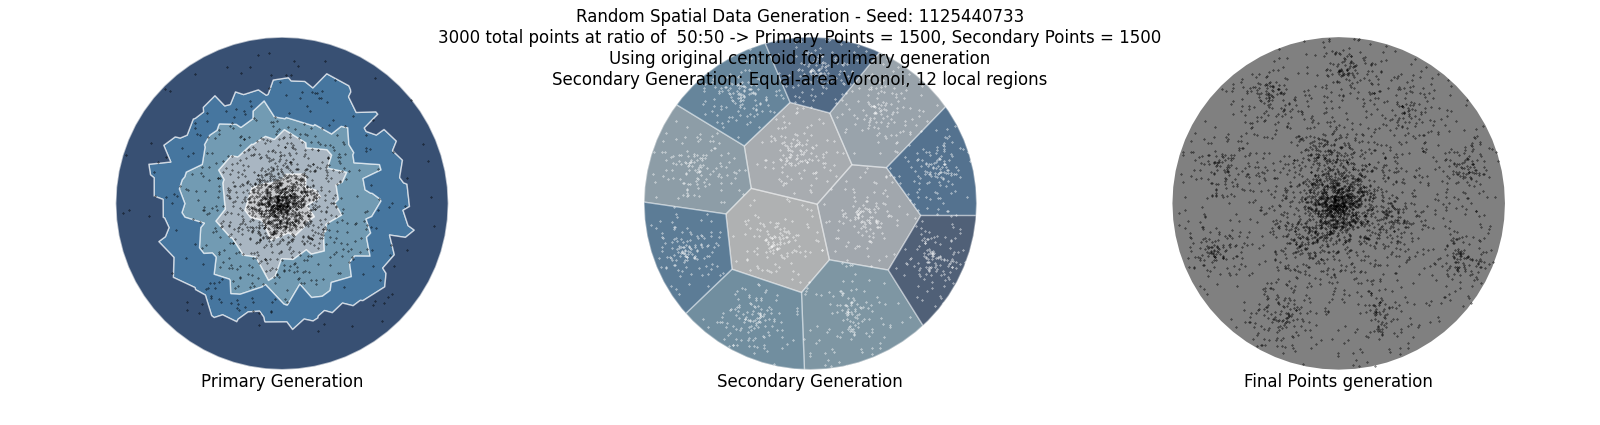 Random Spatial Data Generation - Seed: 1125440733
3000 total points at ratio of  50:50 -> Primary Points = 1500, Secondary Points = 1500
Using original centroid for primary generation
Secondary Generation: Equal-area Voronoi, 12 local regions
Primary Generation
Secondary Generation
Final Points generation